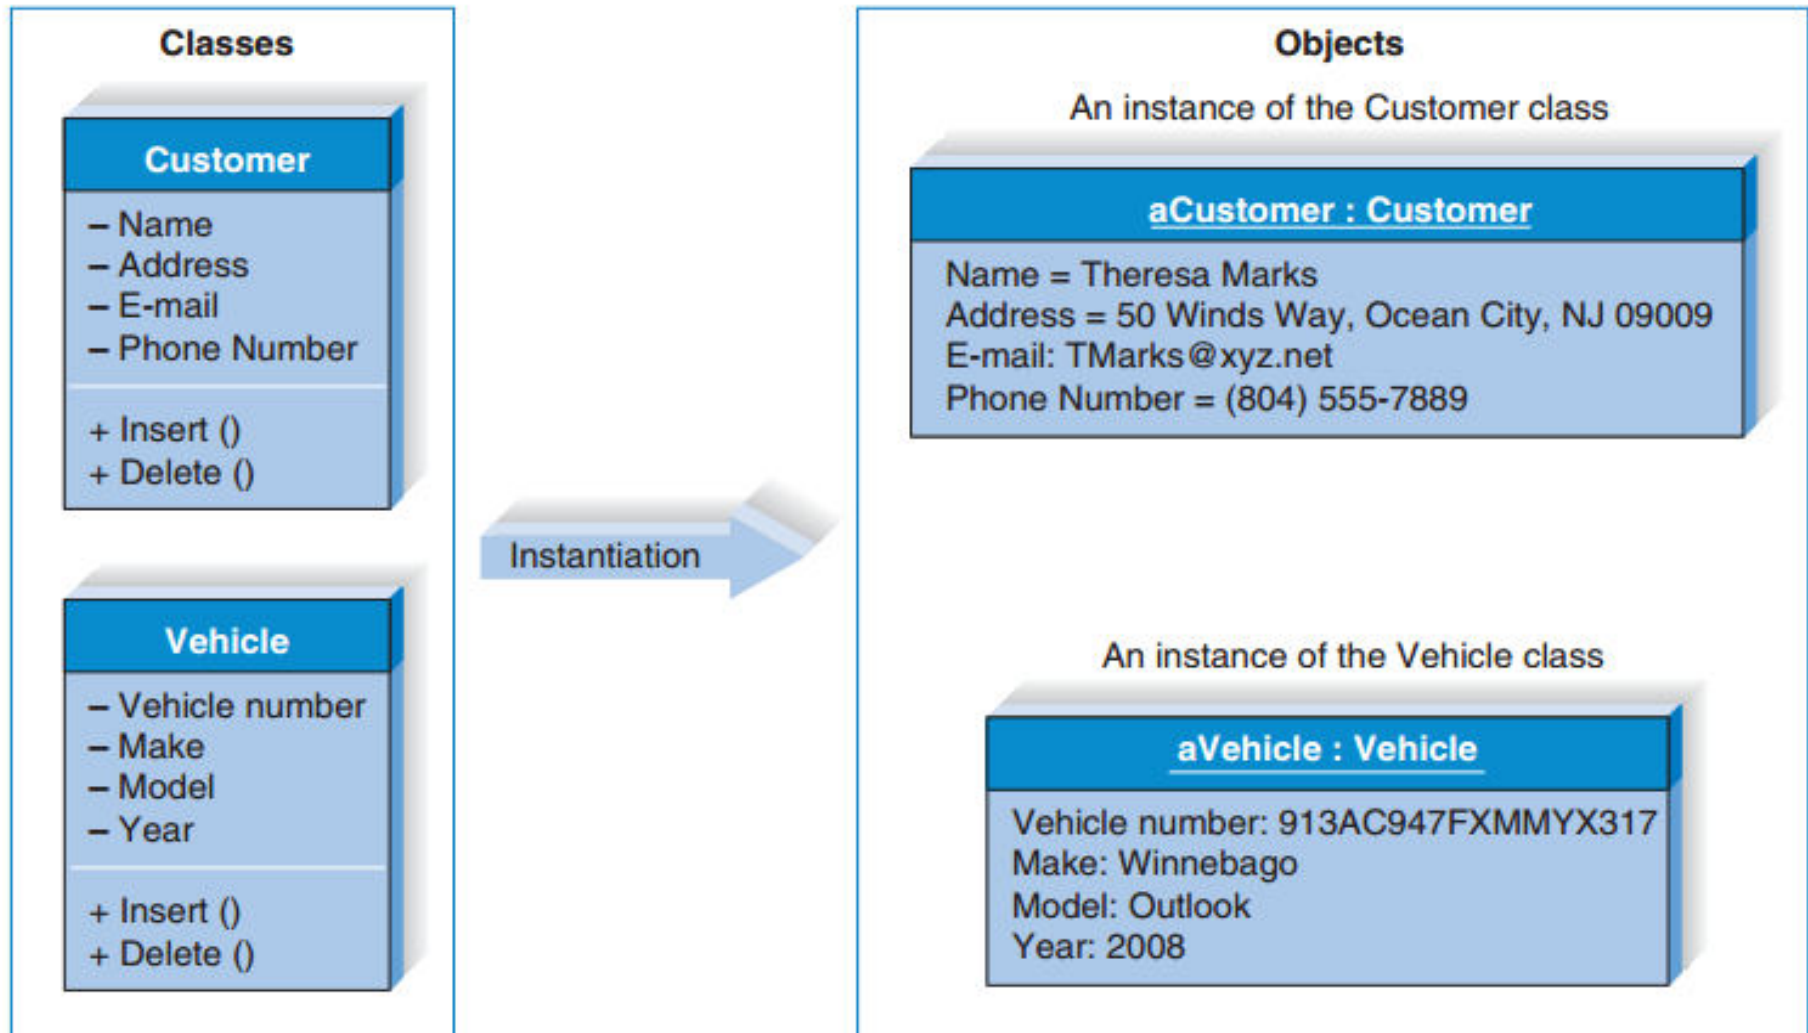 Classes
Customer
– Name
– Address
– E-mail
– Phone Number
+ Insert ()
+ Delete ()
Vehicle
– Vehicle number
– Make
– Model
– Year
+ Insert ()
+ Delete ()
Instantiation
Objects
An instance of the Customer class
aCustomer : Customer
Name = Theresa Marks
Address = 50 Winds Way, Ocean City, NJ 09009
E-mail: TMarks@xyz.net
Phone Number = (804) 555-7889
An instance of the Vehicle class
aVehicle : Vehicle
Vehicle number: 913AC947FXMMYX317
Make: Winnebago
Model: Outlook
Year: 2008